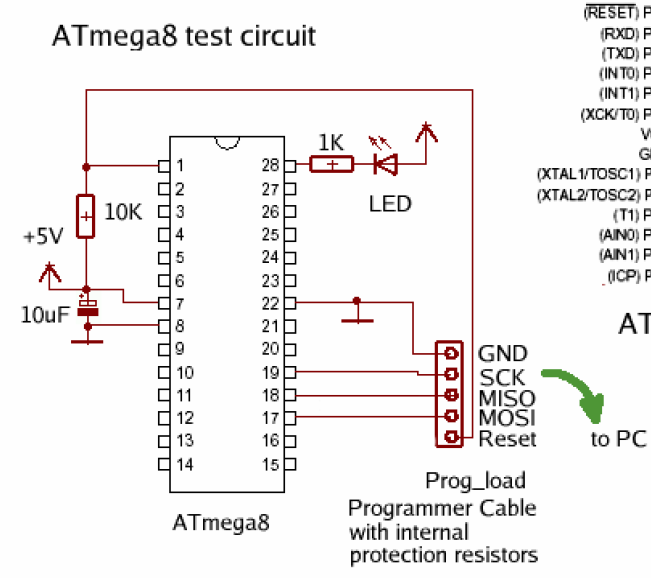 ATmega8 test circuit
(RESET) P
(RXD) P
(TXD) P
(INT0) P
(INT1) P
(XCK/T0) P
V
G
(XTAL1/TOSC1) P
(XTAL2/TOSC2) P
(T1) P
(AIN0) P
(AIN1) P
(ICP) P
AT
1K
LED
10K
+5V
+
10uF
1 28
2 27
3 26
4 25
5 24
6 23
7 22
8 21
9 20
10 19
11 18
12 17
13 16
14 15
GND
SCK
MISO
MOSI
Reset
to PC
ATmega8
Prog_load
Programmer Cable
with internal
protection resistors